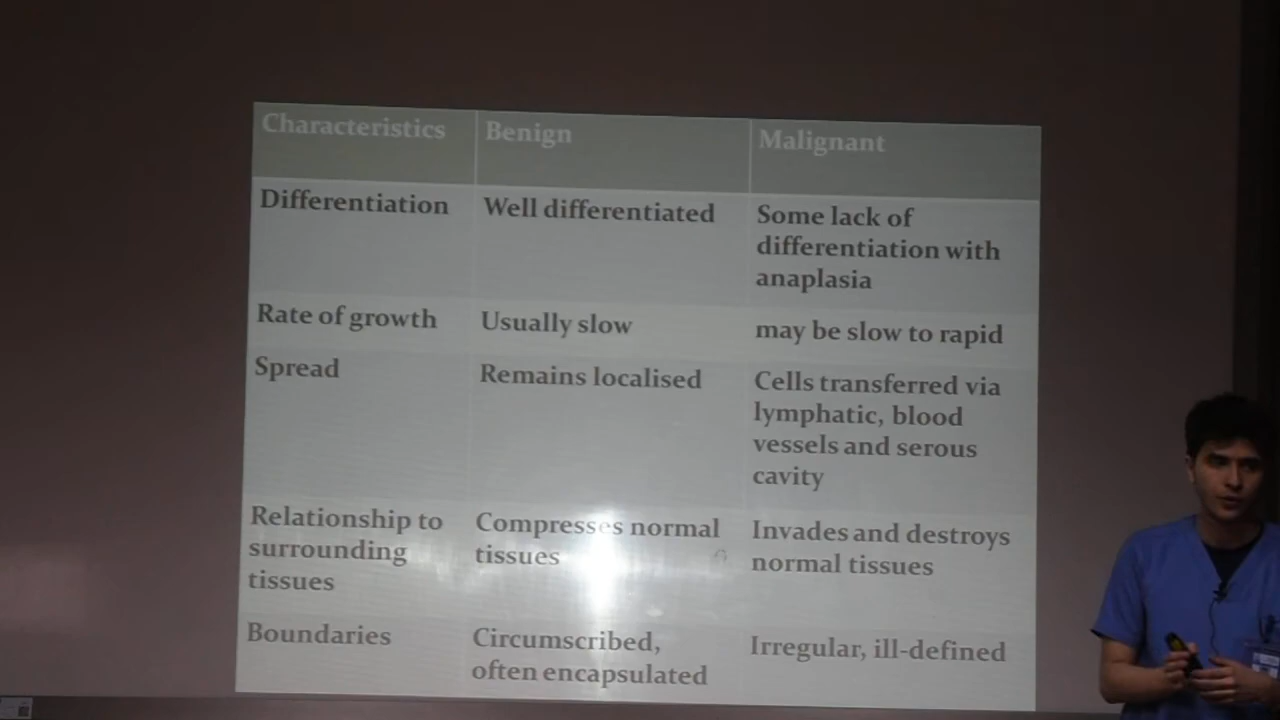 Characteristics Benign Malignant
Differentiation Well differentiated Some lack of
differentiation with
anaplasia
Rate of growth Usually slow may be slow to rapid
Spread Remains localised Cells transferred via
lymphatic, blood
vessels and serous
cavity
Relationship to Compresses normal Invades and destroys
surrounding tissues normal tissues
tissues
Boundaries Circumscribed, Irregular, ill-defined
often encapsulated